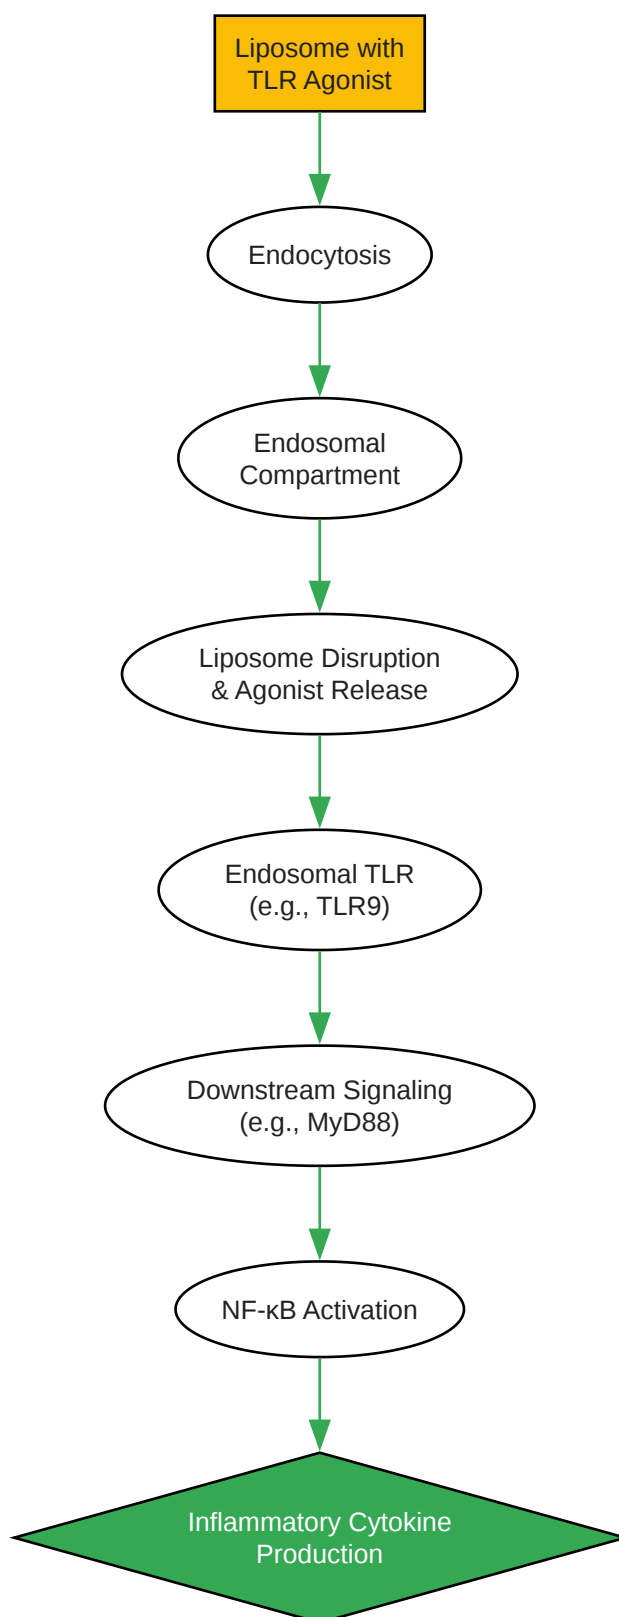 Liposome with
TLR Agonist
Endocytosis
Endosomal
Compartment
Liposome Disruption
& Agonist Release
Endosomal TLR
(e.g., TLR9)
Downstream Signaling
(e.g., MyD88)
NF-κB Activation
Inflammatory Cytokine
Production